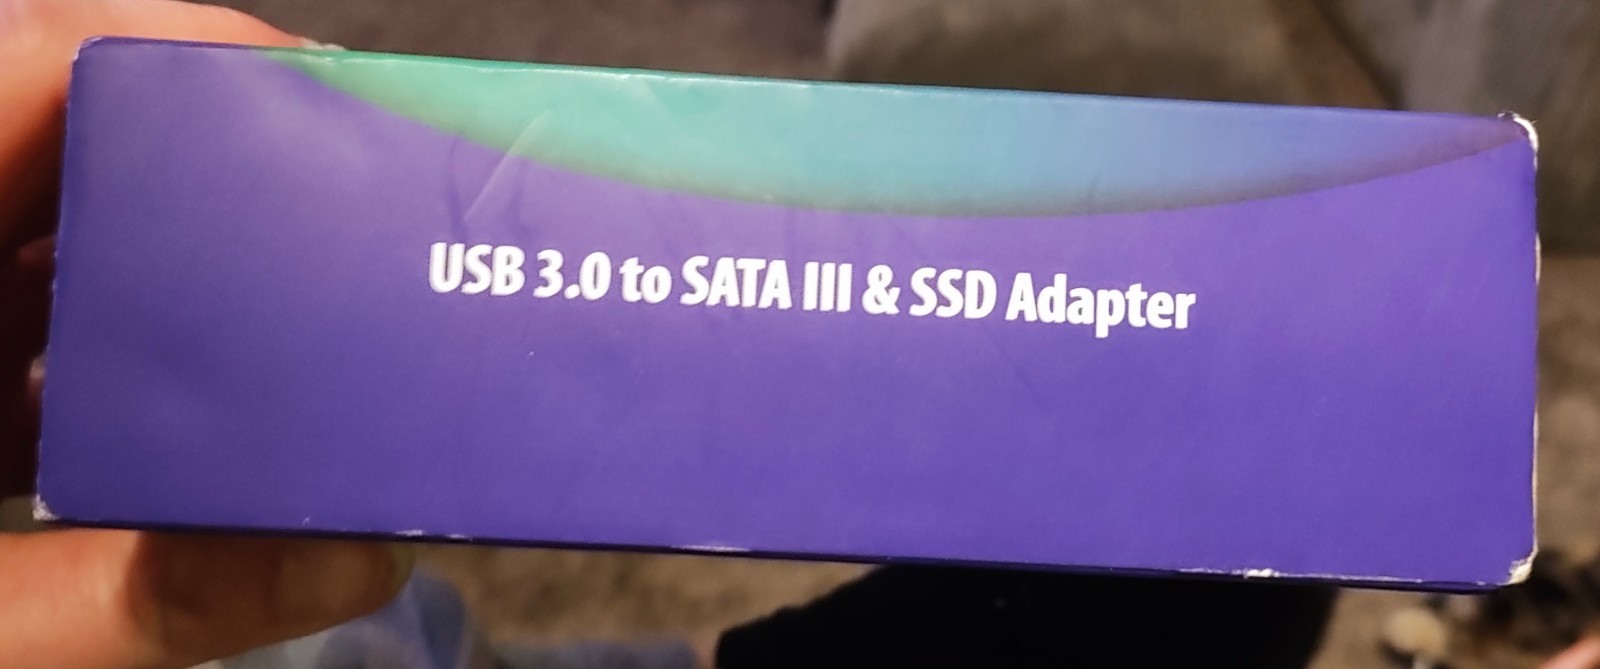 USB 3.0 to SATA III & SSD Adapter